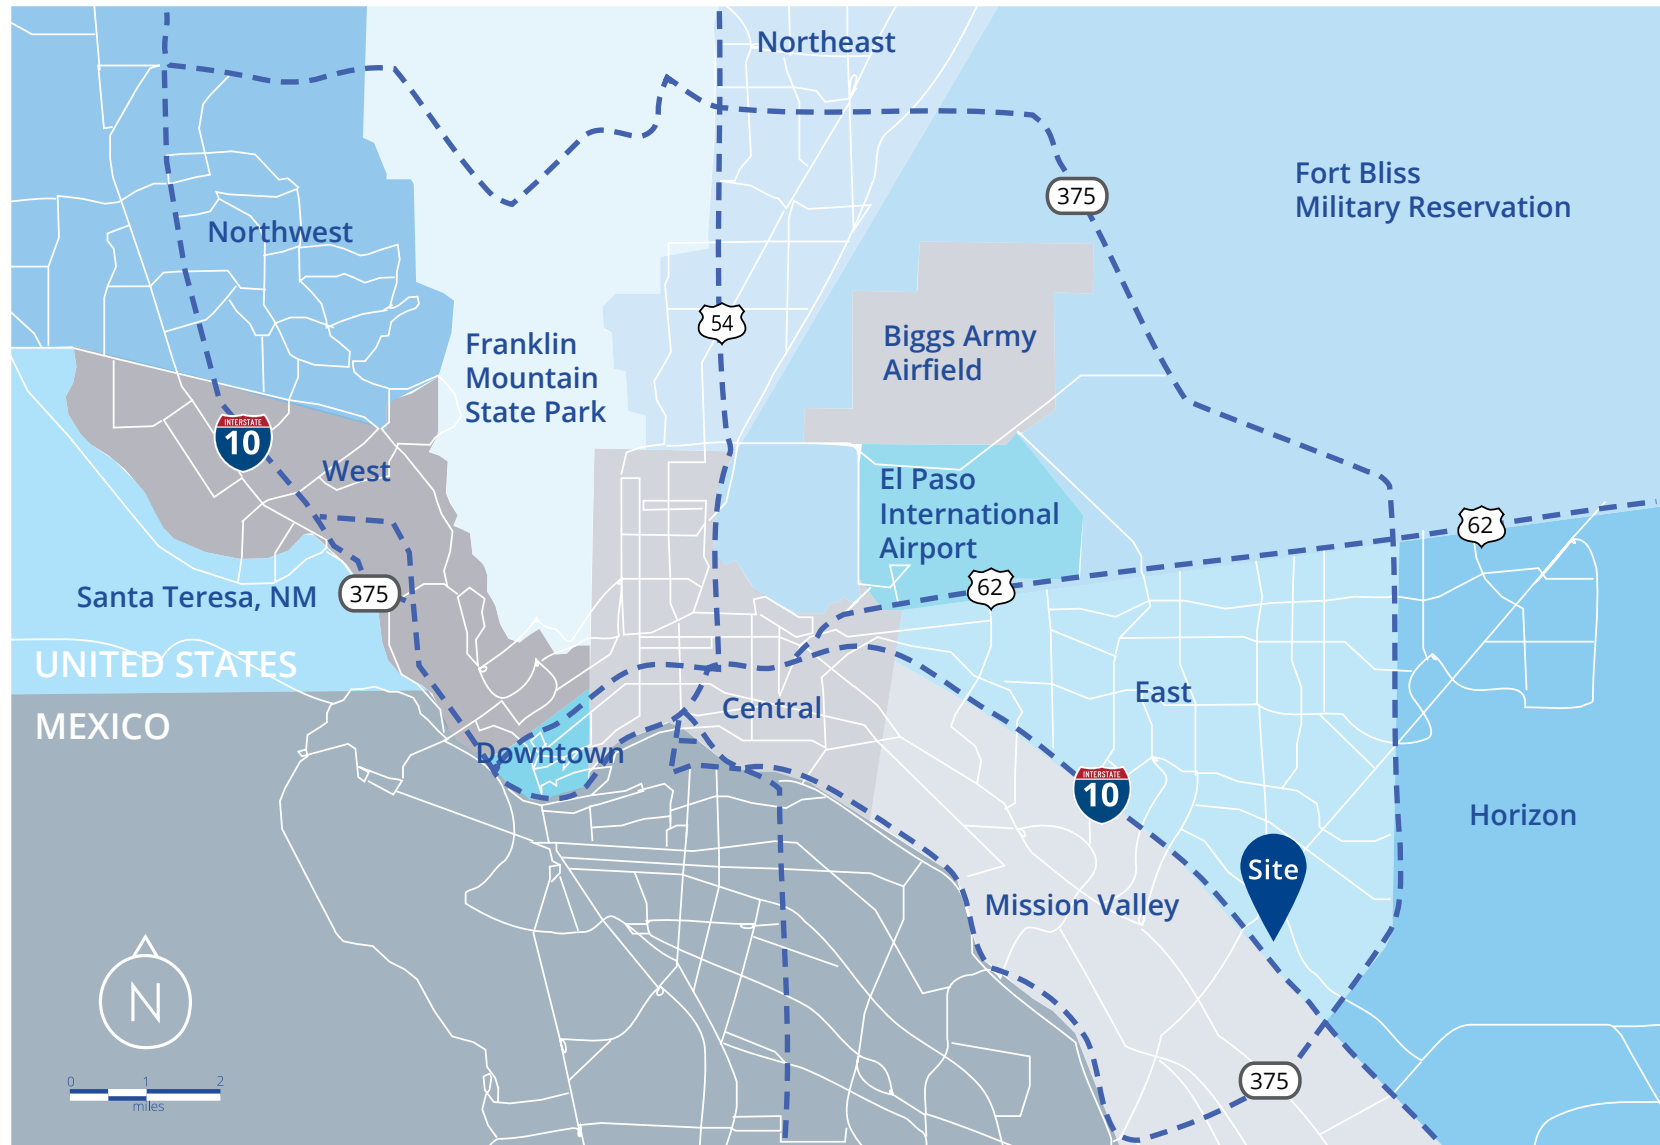 Northeast
Fort Bliss
Military Reservation
375
Northwest
54
Franklin
Mountain
State Park
Biggs Army
Airfield
INTERSTATE
10
West
El Paso
International
Airport
62
62
Santa Teresa, NM
375
UNITED STATES
MEXICO
East
Central
Downtown
INTERSTATE
10
Horizon
Site
Mission Valley
N
375
0 1 2
miles